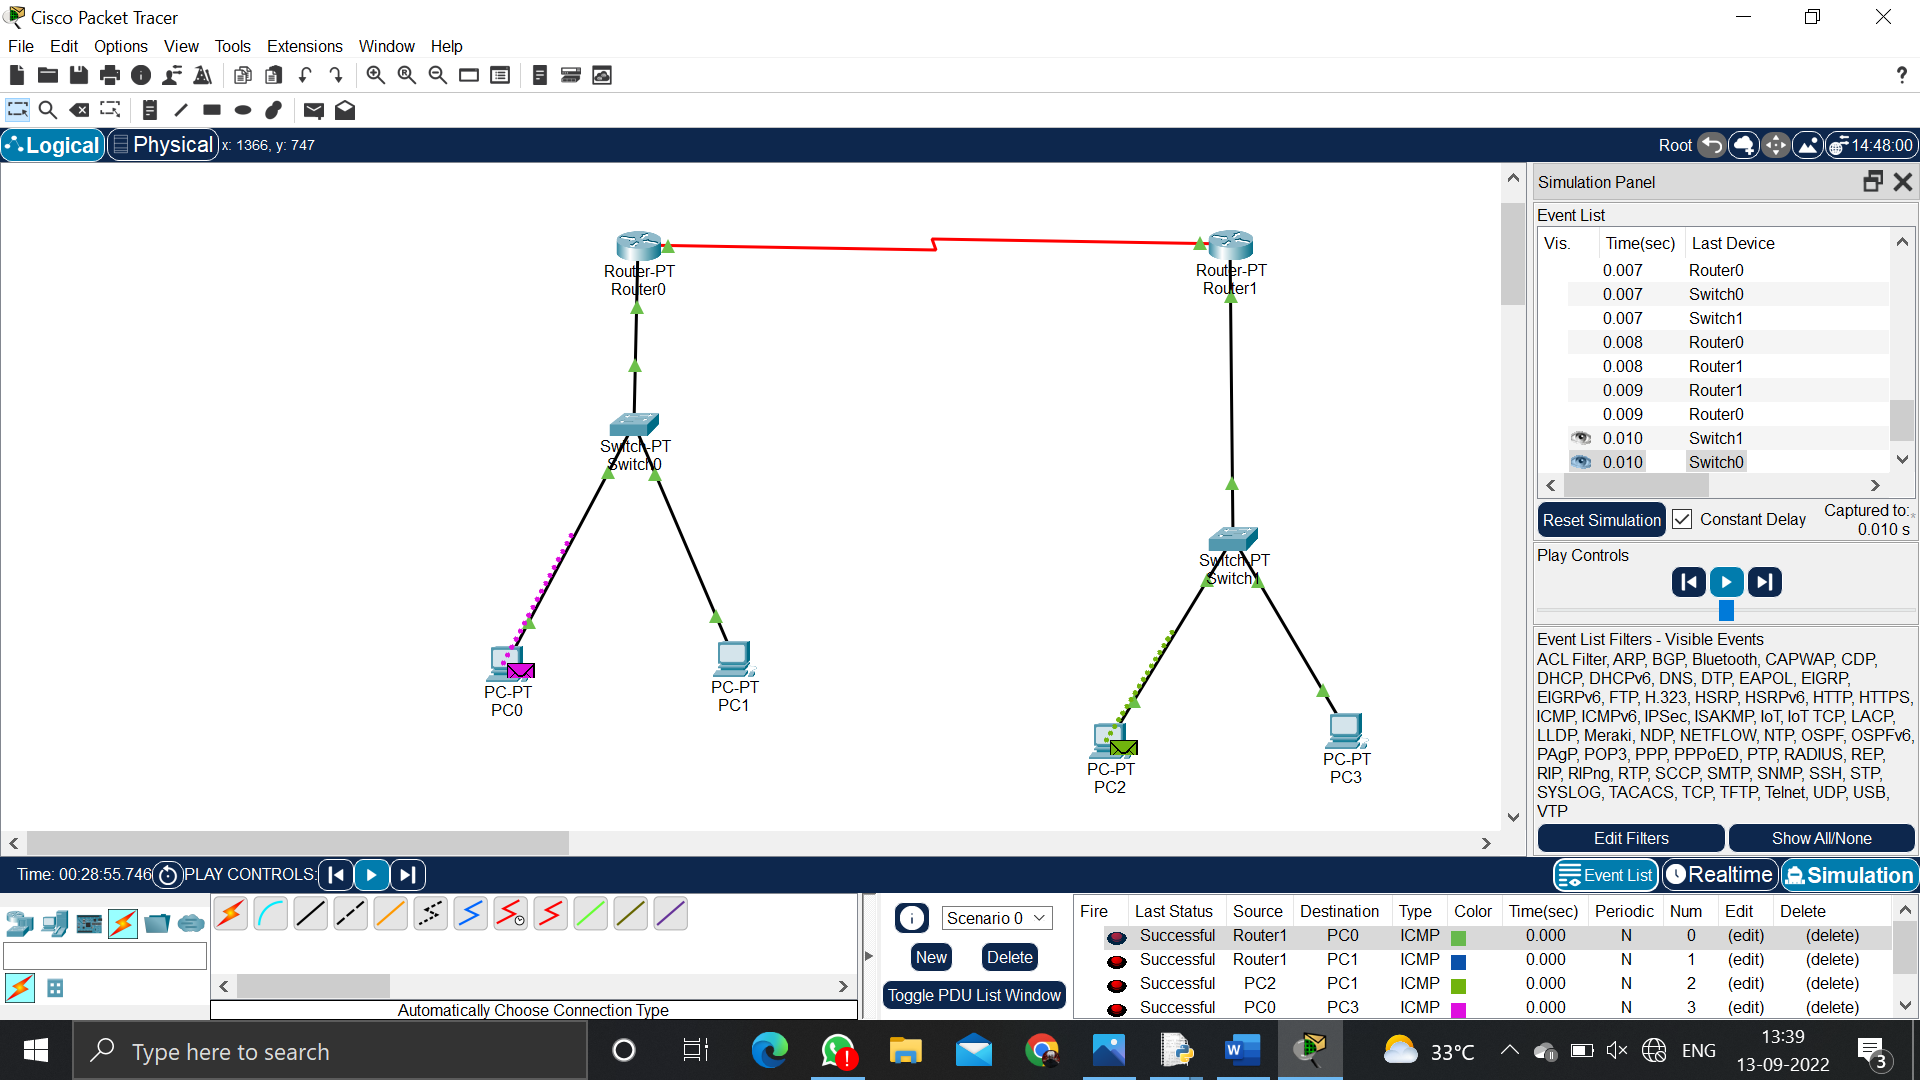 Cisco Packet Tracer
File Edit Options View Tools Extensions Window Help
?
Logical Physical x: 1366, y: 747
Root 14:48:00
Router-PT
Router0
Router-PT
Router1
Switch-PT
Switch0
Switch-PT
Switch1
PC-PT
PC0
PC-PT
PC1
PC-PT
PC2
PC-PT
PC3
Simulation Panel
Event List
Vis. Time(sec) Last Device
0.007 Router0
0.007 Switch0
0.007 Switch1
0.008 Router0
0.008 Router1
0.009 Router1
0.009 Router0
0.010 Switch1
0.010 Switch0
Reset Simulation Constant Delay Captured to:*
0.010 s
Play Controls
Event List Filters - Visible Events
ACL Filter, ARP, BGP, Bluetooth, CAPWAP, CDP,
DHCP, DHCPv6, DNS, DTP, EAPOL, EIGRP,
EIGRPv6, FTP, H.323, HSRP, HSRPv6, HTTP, HTTPS,
ICMP, ICMPv6, IPSec, ISAKMP, IoT, IoT TCP, LACP,
LLDP, Meraki, NDP, NETFLOW, NTP, OSPF, OSPFv6,
PAgP, POP3, PPP, PPPoED, PTP, RADIUS, REP,
RIP, RIPng, RTP, SCCP, SMTP, SNMP, SSH, STP,
SYSLOG, TACACS, TCP, TFTP, Telnet, UDP, USB,
VTP
Edit Filters Show All/None
Time: 00:28:55.746 PLAY CONTROLS:
Event List Realtime Simulation
Automatically Choose Connection Type
Scenario 0
New Delete
Toggle PDU List Window
Fire Last Status Source Destination Type Color Time(sec) Periodic Num Edit Delete
Successful Router1 PC0 ICMP 0.000 N 0 (edit) (delete)
Successful Router1 PC1 ICMP 0.000 N 1 (edit) (delete)
Successful PC2 PC1 ICMP 0.000 N 2 (edit) (delete)
Successful PC0 PC3 ICMP 0.000 N 3 (edit) (delete)
Type here to search
33°C
ENG
13:39
13-09-2022
3